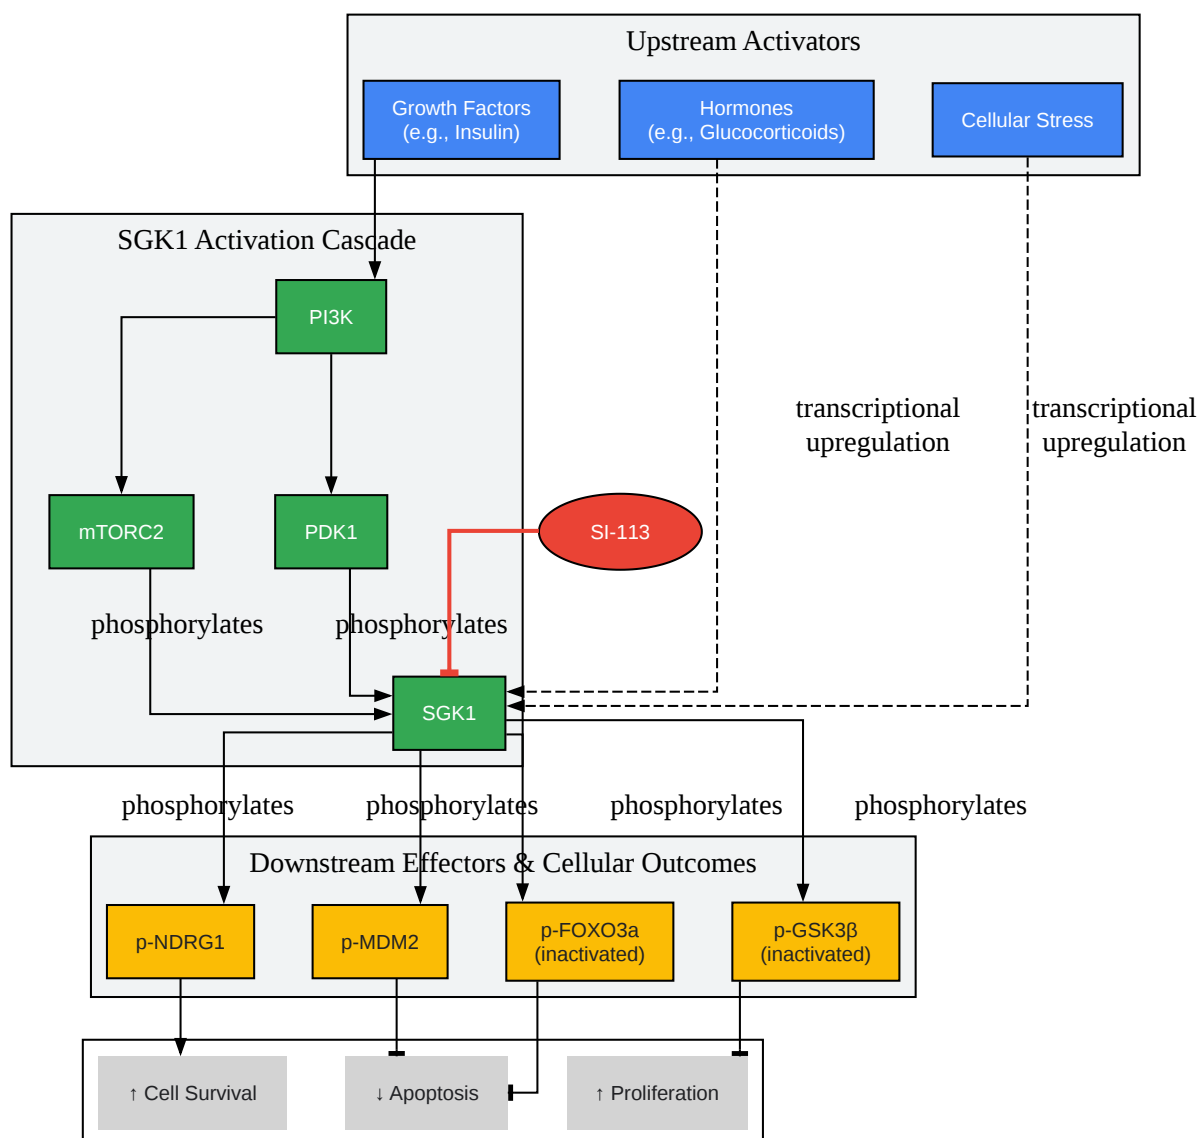 Upstream Activators
Growth Factors
(e.g., Insulin)
Hormones
(e.g., Glucocorticoids)
Cellular Stress
SGK1 Activation Cascade
PI3K
transcriptional
upregulation
transcriptional
upregulation
mTORC2
PDK1
SI-113
phosphorylates
phosphorylates
SGK1
phosphorylates
phosphorylates
phosphorylates
phosphorylates
Downstream Effectors & Cellular Outcomes
p-NDRG1
p-MDM2
p-FOXO3a
(inactivated)
p-GSK3β
(inactivated)
↑ Cell Survival
↓ Apoptosis
↑ Proliferation